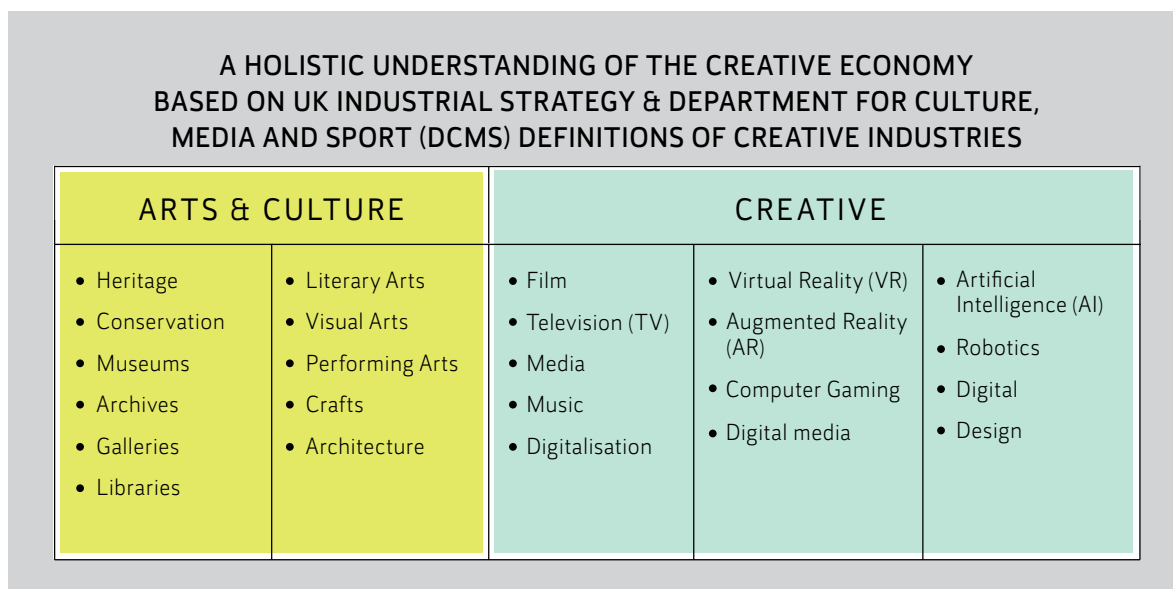 A HOLISTIC UNDERSTANDING OF THE CREATIVE ECONOMY
BASED ON UK INDUSTRIAL STRATEGY & DEPARTMENT FOR CULTURE,
MEDIA AND SPORT (DCMS) DEFINITIONS OF CREATIVE INDUSTRIES
ARTS & CULTURE
• Heritage
• Conservation
• Museums
• Archives
• Galleries
• Libraries
• Literary Arts
• Visual Arts
• Performing Arts
• Crafts
• Architecture
CREATIVE
• Film
• Television (TV)
• Media
• Music
• Digitalisation
• Virtual Reality (VR)
• Augmented Reality
(AR)
• Computer Gaming
• Digital media
• Artificial
Intelligence (AI)
• Robotics
• Digital
• Design